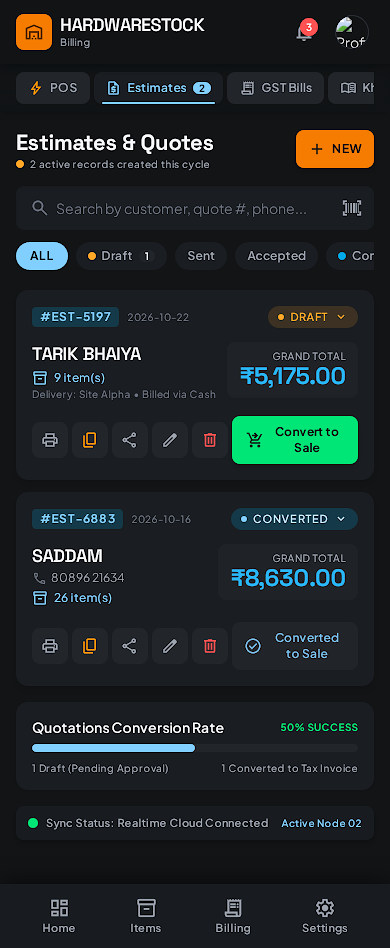 HARDWARESTOCK
Billing
3
Prof
POS
Estimates 2
GST Bills
Kh
Estimates & Quotes
2 active records created this cycle
+ NEW
Search by customer, quote #, phone...
ALL
Draft 1
Sent
Accepted
Con
#EST-5197 2026-10-22 DRAFT
TARIK BHAIYA
9 item(s)
Delivery: Site Alpha • Billed via Cash
GRAND TOTAL
₹5,175.00
Convert to
Sale
#EST-6883 2026-10-16 CONVERTED
SADDAM
8089621634
26 item(s)
GRAND TOTAL
₹8,630.00
Converted
to Sale
Quotations Conversion Rate 50% SUCCESS
1 Draft (Pending Approval) 1 Converted to Tax Invoice
Sync Status: Realtime Cloud Connected Active Node 02
Home
Items
Billing
Settings